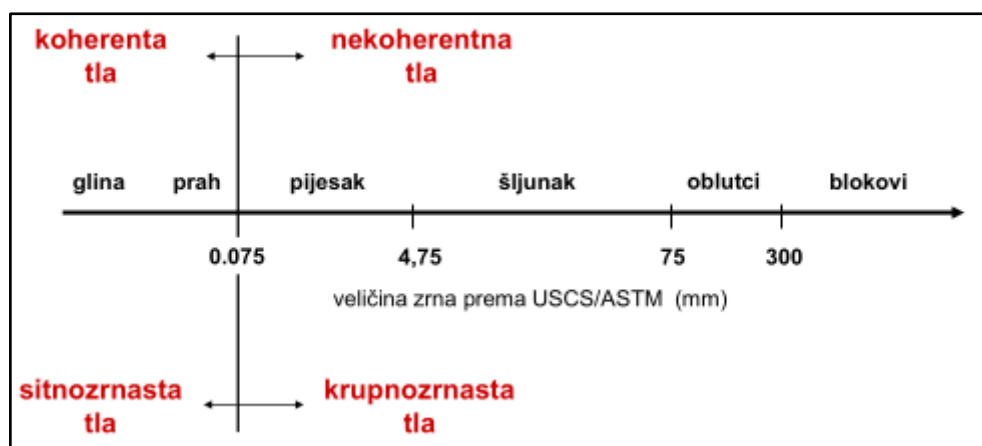 koherenta nekoherentna
tla tla
glina prah pijesak šljunak oblutci blokovi
0.075 4,75 75 300
veličina zrna prema USCS/ASTM (mm)
sitnozrnasta krupnozrnasta
tla tla